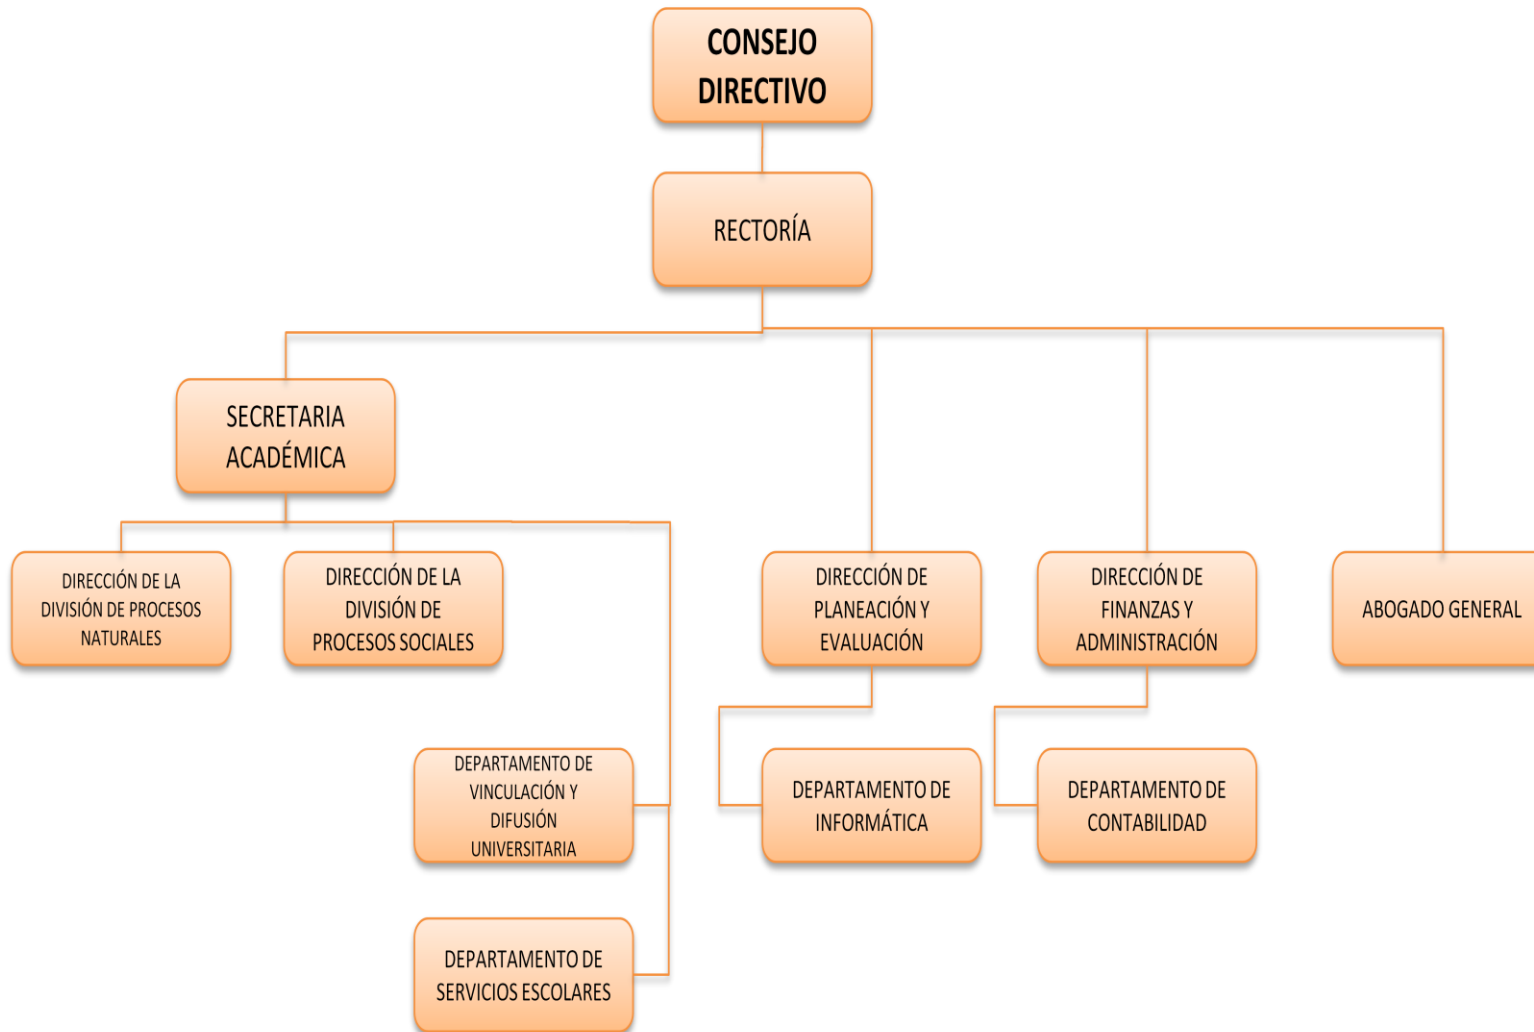 CONSEJO
DIRECTIVO
RECTORÍA
SECRETARIA
ACADÉMICA
DIRECCIÓN DE LA
DIVISIÓN DE PROCESOS
NATURALES
DIRECCIÓN DE LA
DIVISIÓN DE
PROCESOS SOCIALES
DIRECCIÓN DE
PLANEACIÓN Y
EVALUACIÓN
DIRECCIÓN DE
FINANZAS Y
ADMINISTRACIÓN
ABOGADO GENERAL
DEPARTAMENTO DE
VINCULACIÓN Y
DIFUSIÓN
UNIVERSITARIA
DEPARTAMENTO DE
INFORMÁTICA
DEPARTAMENTO DE
CONTABILIDAD
DEPARTAMENTO DE
SERVICIOS ESCOLARES